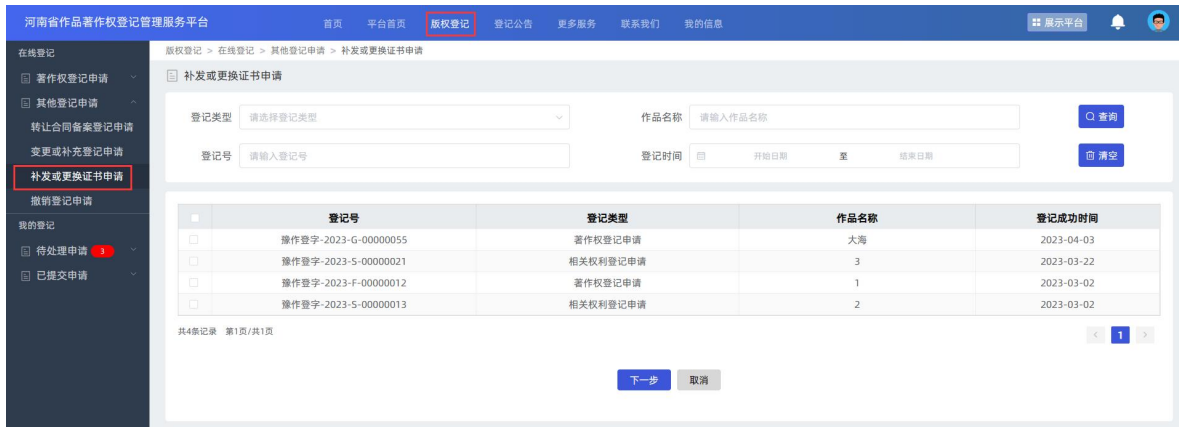 河南省作品著作权登记管理服务平台 首页 平台首页 版权登记 登记公告 更多服务 联系我们 我的信息 展示平台
在线登记
著作权登记申请
其他登记申请
转让合同备案登记申请
变更或补充登记申请
补发或更换证书申请
撤销登记申请
我的登记
待处理申请 3
已提交申请
版权登记 > 在线登记 > 其他登记申请 > 补发或更换证书申请
补发或更换证书申请
登记类型 请选择登记类型 作品名称 请输入作品名称 查询
登记号 请输入登记号 登记时间 开始日期 至 结束日期 清空
登记号 登记类型 作品名称 登记成功时间
豫作登字-2023-G-00000055 著作权登记申请 大海 2023-04-03
豫作登字-2023-S-00000021 相关权利登记申请 3 2023-03-22
豫作登字-2023-F-00000012 著作权登记申请 1 2023-03-02
豫作登字-2023-S-00000013 相关权利登记申请 2 2023-03-02
共4条记录 第1页/共1页 < 1 >
下一步 取消